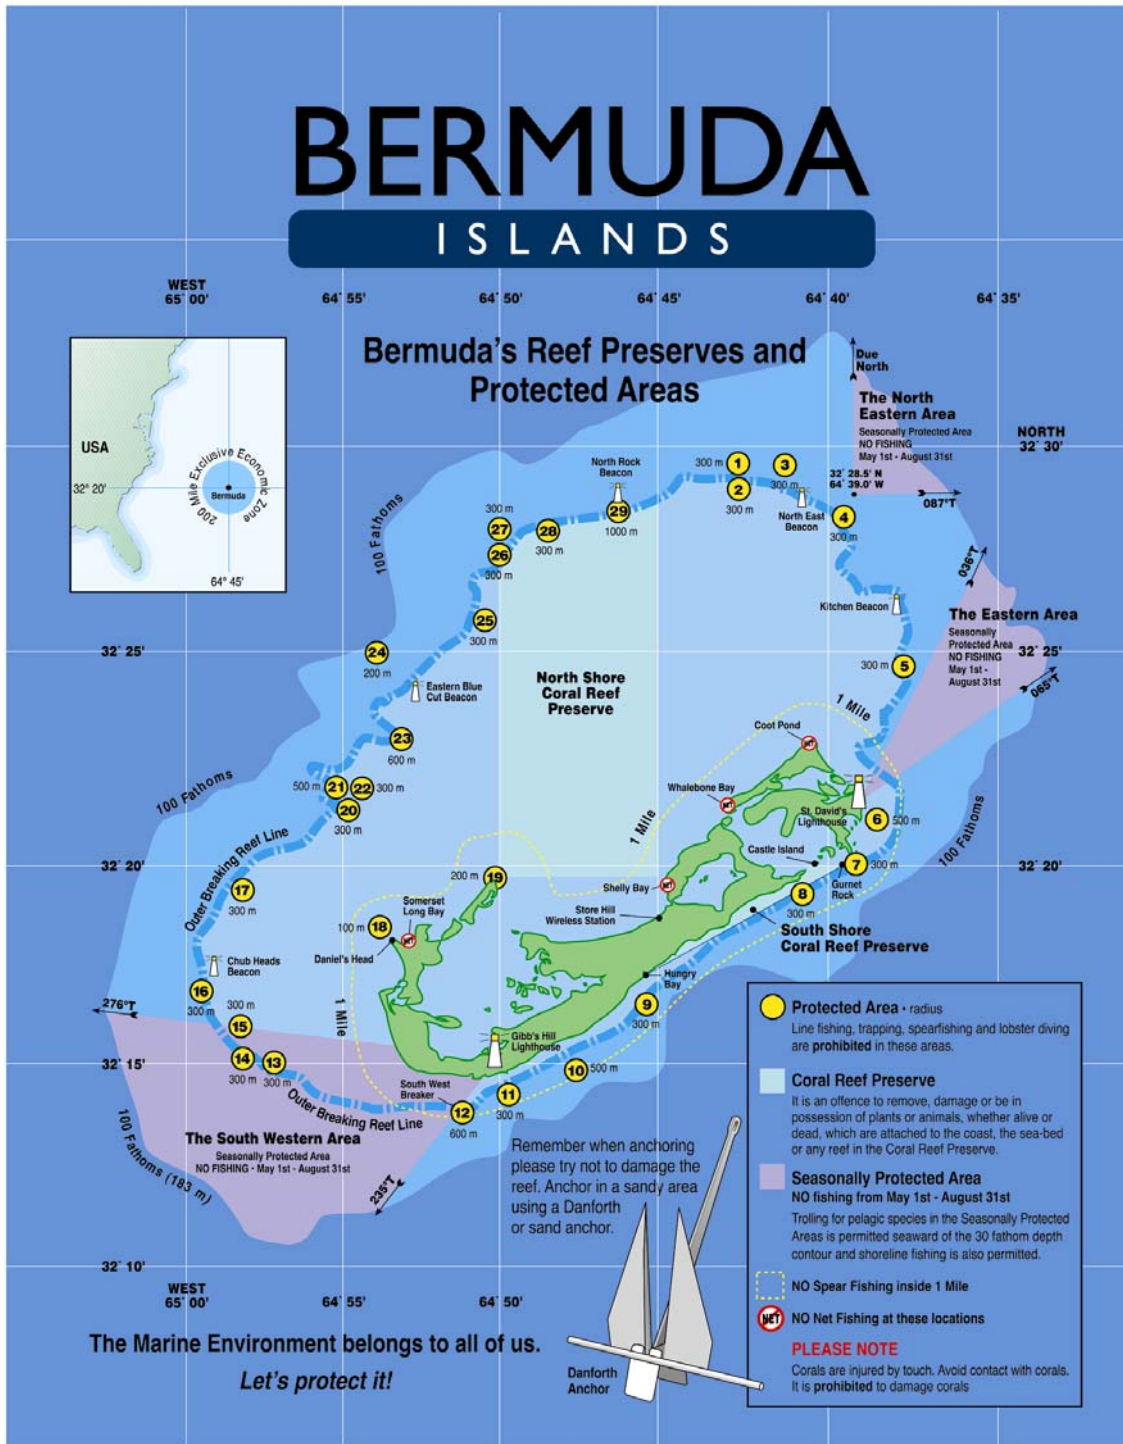 BERMUDA
ISLANDS
WEST
65° 00'
64° 55'
64° 50'
64° 45'
64° 40'
64° 35'
Bermuda's Reef Preserves and
Protected Areas
USA
32° 20'
200 Mile Exclusive Economic Zone
Bermuda
64° 45'
Due
North
The North
Eastern Area
Seasonally Protected Area
NO FISHING
May 1st - August 31st
NORTH
32° 30'
32° 28.5' N
64° 39.0' W
087°T
North Rock
Beacon
29
1000 m
300 m
1
2
300 m
3
300 m
North East
Beacon
4
300 m
100 Fathoms
300 m
27
26
300 m
28
300 m
036°T
Kitchen Beacon
The Eastern Area
Seasonally
Protected Area
NO FISHING
May 1st -
August 31st
32° 25'
065°T
25
300 m
32° 25'
24
200 m
300 m
5
Eastern Blue
Cut Beacon
North Shore
Coral Reef
Preserve
1 Mile
Coot Pond
NET
23
600 m
100 Fathoms
500 m
21
22
300 m
20
300 m
Whalebone Bay
NET
1 Mile
St. David's
Lighthouse
6
500 m
100 Fathoms
Outer Breaking Reef Line
32° 20'
Castle Island
7
300 m
Gurnet
Rock
32° 20'
17
300 m
200 m
19
Shelly Bay
NET
8
300 m
Somerset
Long Bay
Store Hill
Wireless Station
100 m
18
NET
Daniel's Head
South Shore
Coral Reef Preserve
Chub Heads
Beacon
Hungry
Bay
16
300 m
276°T
1 Mile
9
300 m
300 m
15
14
300 m
13
300 m
Gibb's Hill
Lighthouse
32° 15'
10
500 m
South West
Breaker
11
300 m
12
600 m
Outer Breaking Reef Line
100 Fathoms (183 m)
The South Western Area
Seasonally Protected Area
NO FISHING - May 1st - August 31st
235°T
32° 10'
WEST
65° 00'
64° 55'
64° 50'
Remember when anchoring
please try not to damage the
reef. Anchor in a sandy area
using a Danforth
or sand anchor.
Danforth
Anchor
The Marine Environment belongs to all of us.
Let's protect it!
Protected Area • radius
Line fishing, trapping, spearfishing and lobster diving
are prohibited in these areas.
Coral Reef Preserve
It is an offence to remove, damage or be in
possession of plants or animals, whether alive or
dead, which are attached to the coast, the sea-bed
or any reef in the Coral Reef Preserve.
Seasonally Protected Area
NO fishing from May 1st - August 31st
Trolling for pelagic species in the Seasonally Protected
Areas is permitted seaward of the 30 fathom depth
contour and shoreline fishing is also permitted.
NO Spear Fishing inside 1 Mile
NET
NO Net Fishing at these locations
PLEASE NOTE
Corals are injured by touch. Avoid contact with corals.
It is prohibited to damage corals